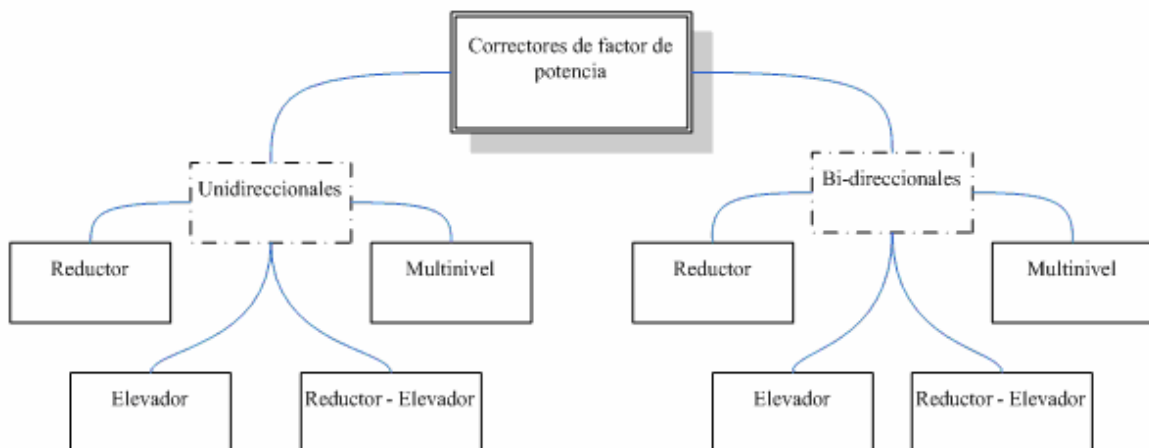 Correctores de factor de
potencia
Unidireccionales
Bi-direccionales
Reductor
Multinivel
Reductor
Multinivel
Elevador
Reductor - Elevador
Elevador
Reductor - Elevador